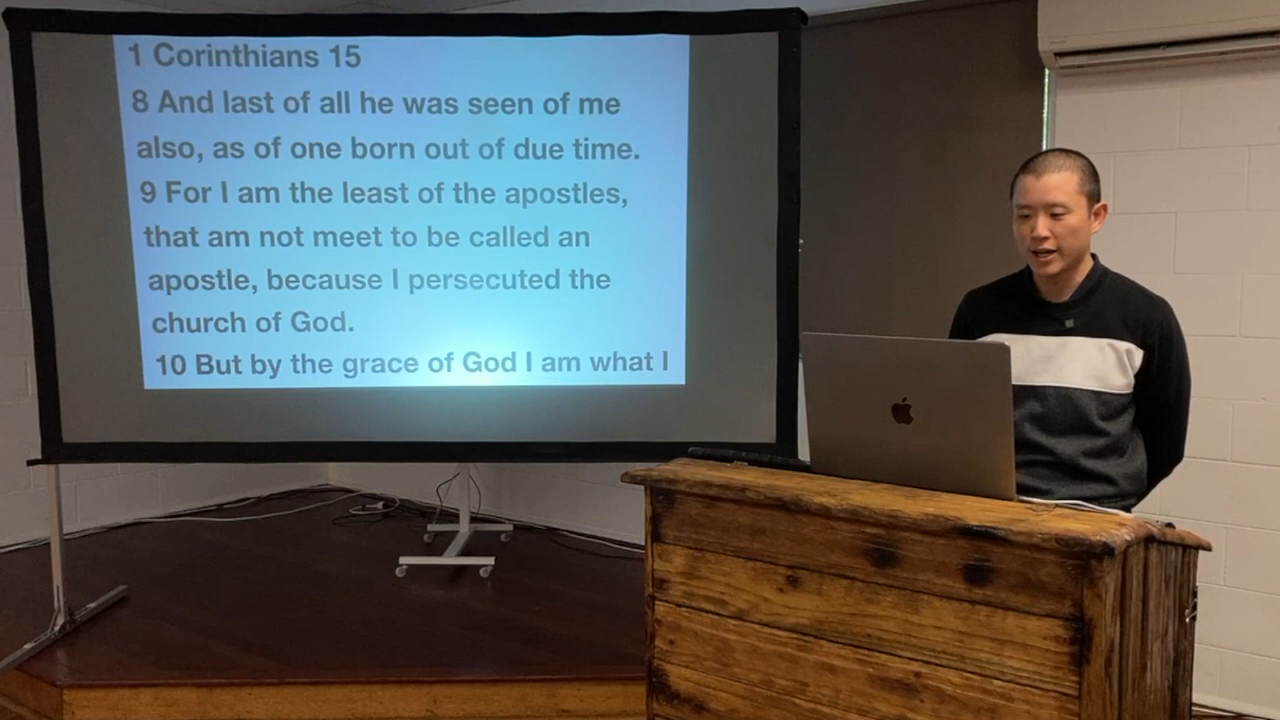 1 Corinthians 15
8 And last of all he was seen of me
also, as of one born out of due time.
9 For I am the least of the apostles,
that am not meet to be called an
apostle, because I persecuted the
church of God.
10 But by the grace of God I am what I